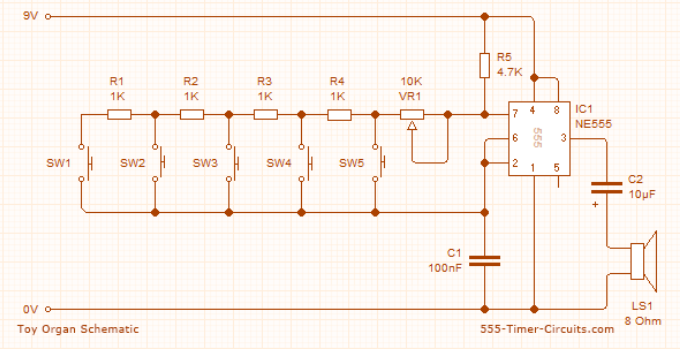 9V
R5
4.7K
R1
1K
R2
1K
R3
1K
R4
1K
10K
VR1
IC1
NE555
7
4
8
6
555
3
2
1
5
SW1
SW2
SW3
SW4
SW5
C2
10µF
+
C1
100nF
0V
LS1
8 Ohm
Toy Organ Schematic
555-Timer-Circuits.com